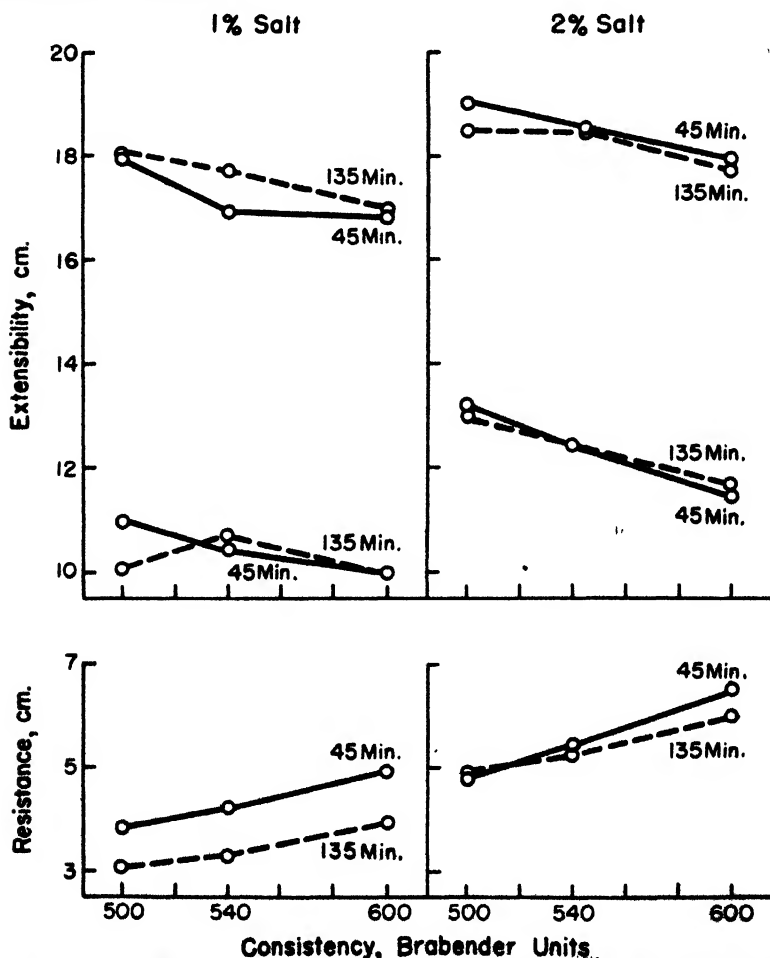 1% Salt
2% Salt
Extensibility, cm.
20
18
16
14
12
10
135 Min.
45 Min.
135 Min.
45 Min.
45 Min.
135 Min.
135 Min.
45 Min.
Resistance, cm.
7
5
3
45 Min.
135 Min.
45 Min.
135 Min.
500
540
600
500
540
600
Consistency, Brabender Units